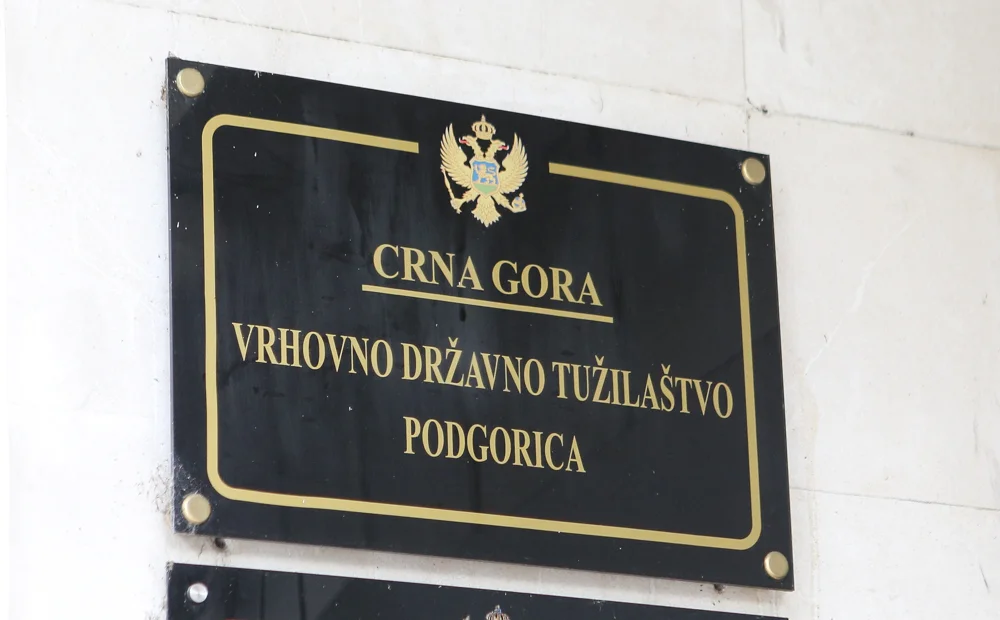 CRNA GORA
VRHOVNO DRŽAVNO TUŽILAŠTVO
PODGORICA